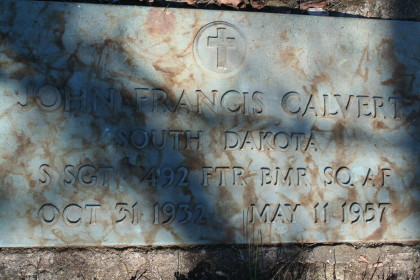 JOHN FRANCIS CALVERT
SOUTH DAKOTA
S SGT 492 FTR BMR SQ AF
OCT 31 1932 MAY 11 1957